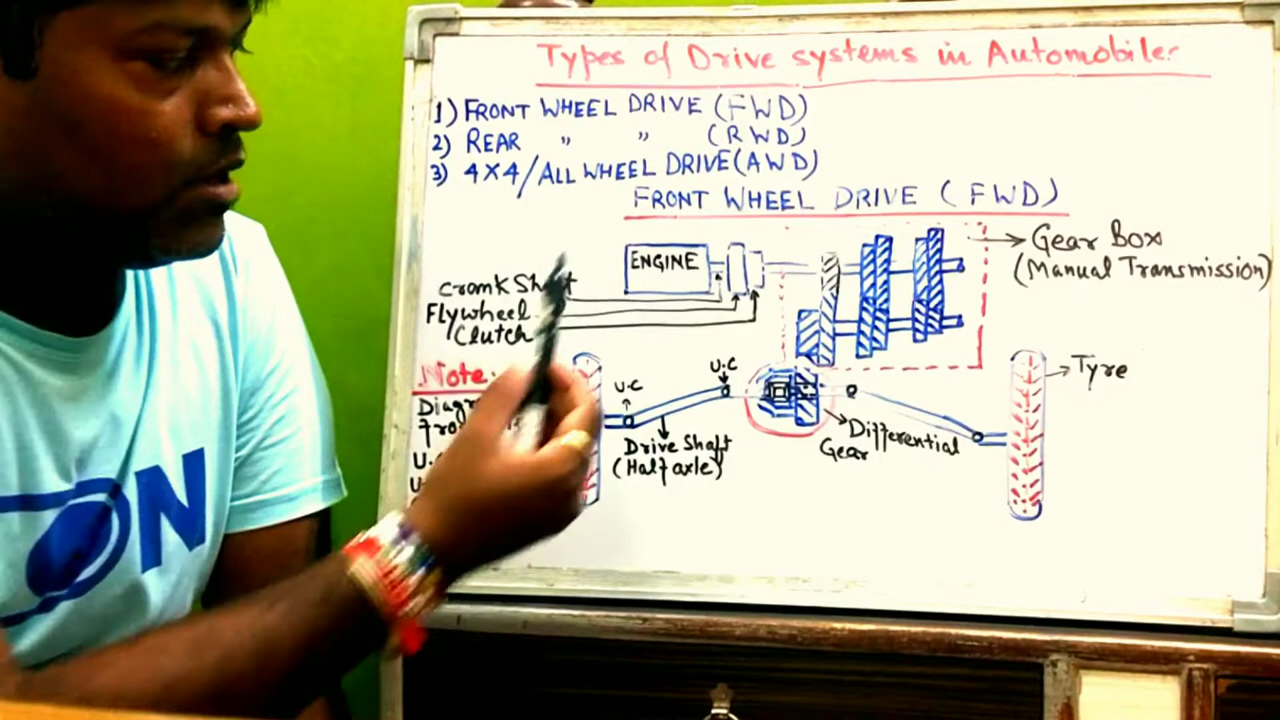 Types of Drive systems in Automobiles
1) FRONT WHEEL DRIVE (FWD)
2) REAR " " (RWD)
3) 4X4/ALL WHEEL DRIVE(AWD)
FRONT WHEEL DRIVE (FWD)
ENGINE
Gear Box
(Manual Transmission)
Crank Shaft
Flywheel
Clutch
Note:
U.C
U.C
Tyre
Drive Shaft
(Half axle)
Differential
Gear
ON